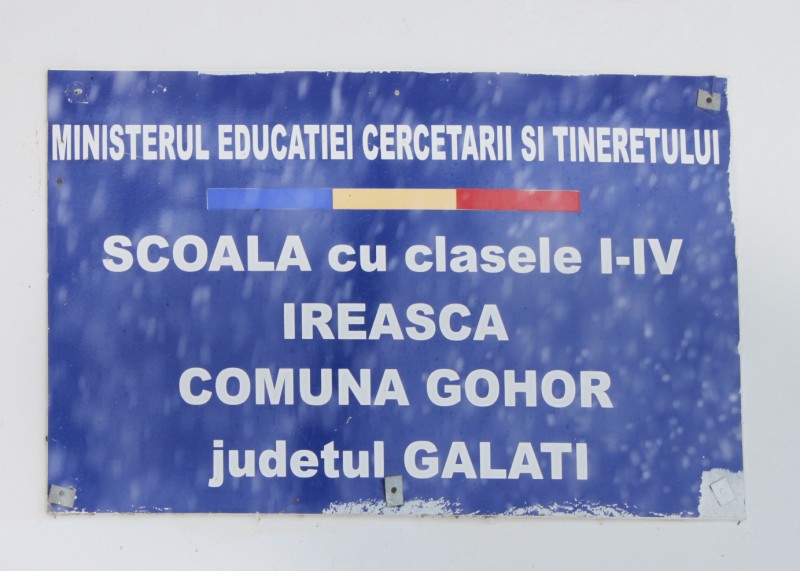 MINISTERUL EDUCATIEI CERCETARII SI TINERETULUI
SCOALA cu clasele I-IV
IREASCA
COMUNA GOHOR
judetul GALATI